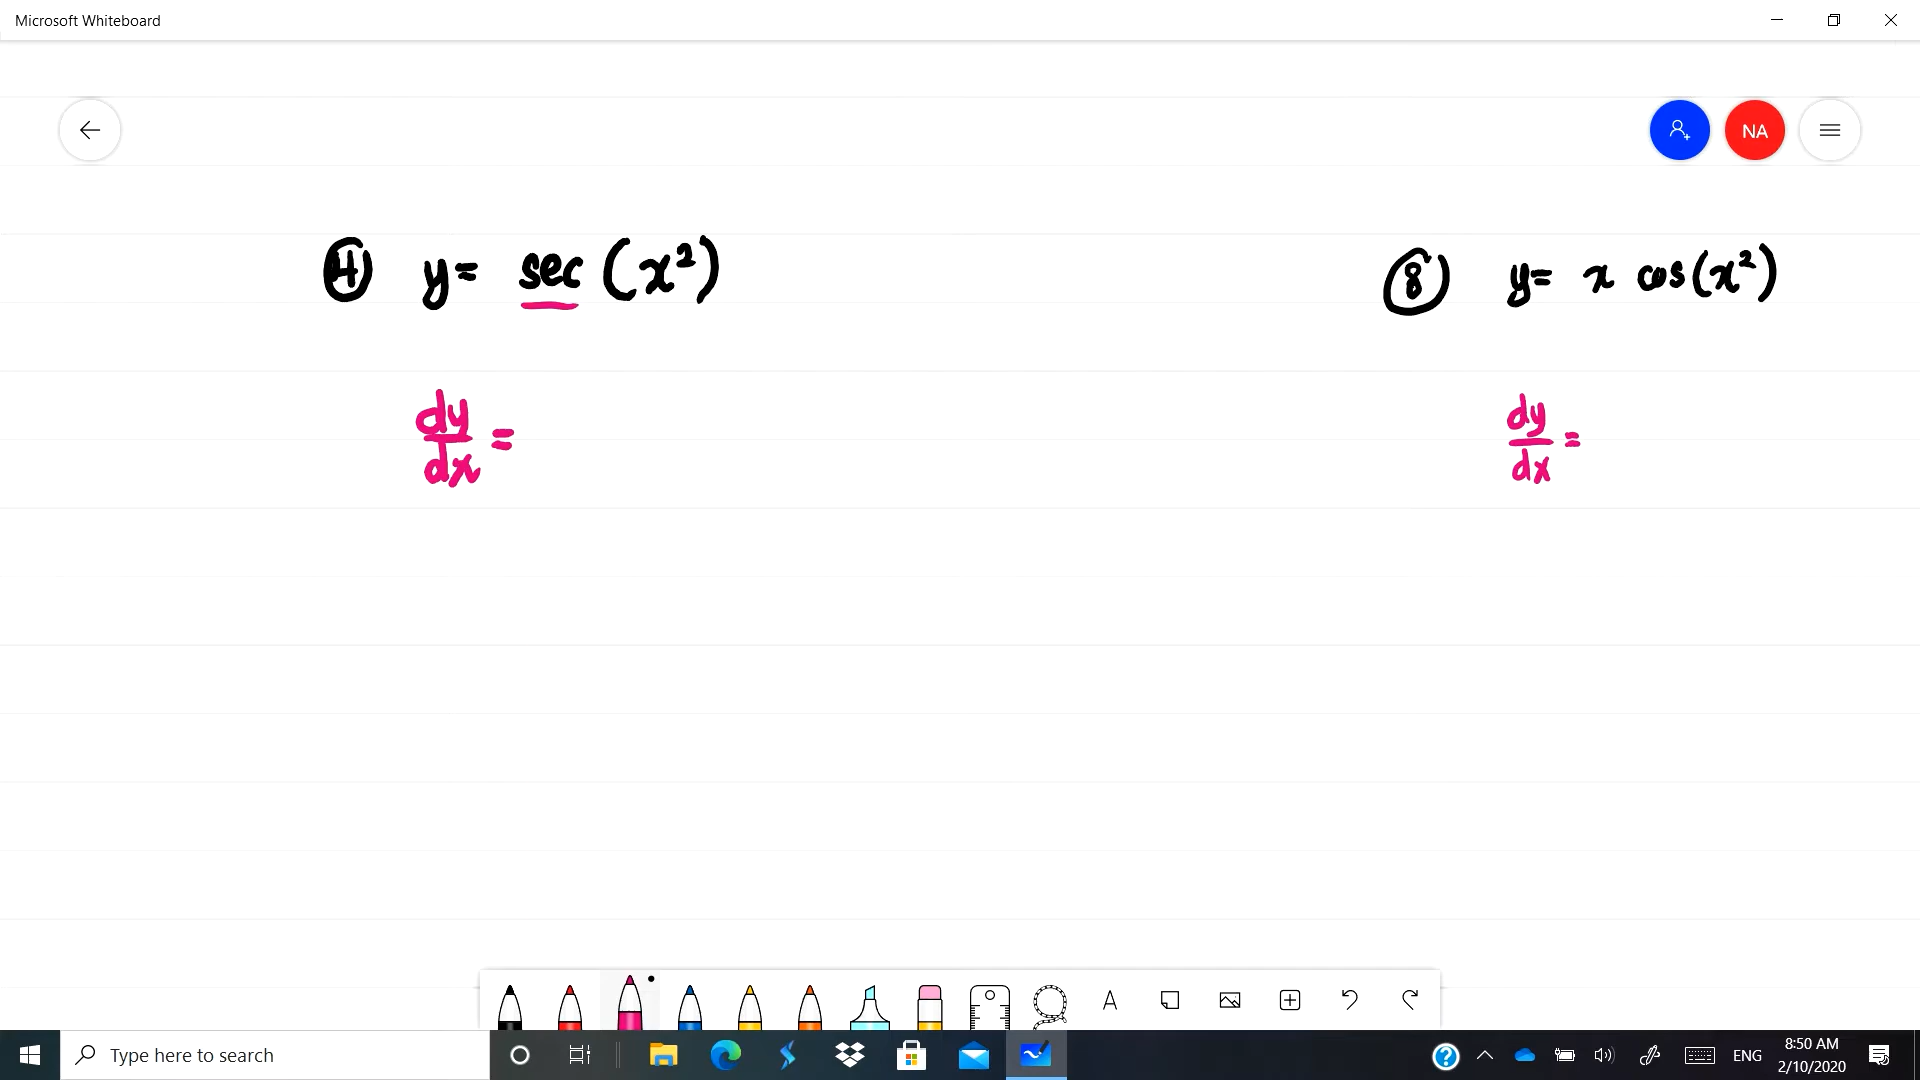 Microsoft Whiteboard
NA
④ y = sec (x²)
⑧ y = x cos(x²)
dy/dx =
dy/dx =
A
Type here to search
ENG
8:50 AM
2/10/2020